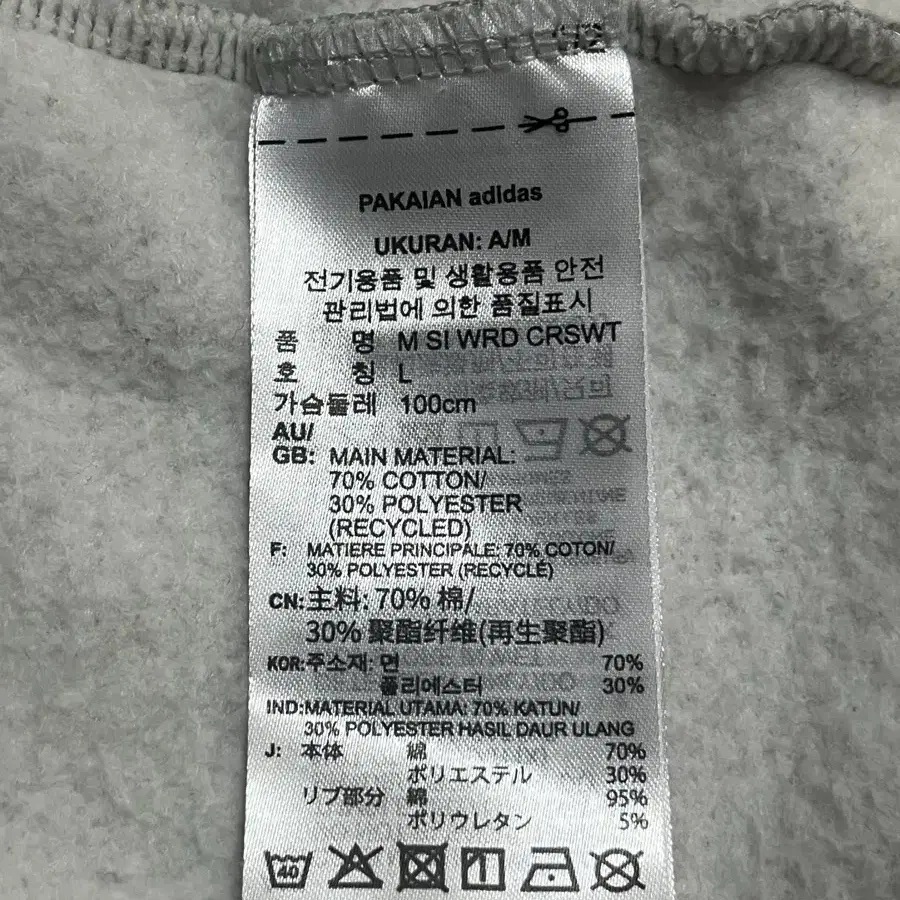 PAKAIAN adidas
UKURAN: A/M
전기용품 및 생활용품 안전
관리법에 의한 품질표시
품 명 M SI WRD CRSWT
호 칭 L
가슴둘레 100cm
AU/
GB: MAIN MATERIAL:
70% COTTON/
30% POLYESTER
(RECYCLED)
F: MATIERE PRINCIPALE: 70% COTON/
30% POLYESTER (RECYCLÉ)
CN:主料: 70% 棉/
30% 聚酯纤维(再生聚酯)
KOR:주소재: 면 70%
폴리에스터 30%
IND:MATERIAL UTAMA: 70% KATUN/
30% POLYESTER HASIL DAUR ULANG
J: 本体 綿 70%
ポリエステル 30%
リブ部分 綿 95%
ポリウレタン 5%
40